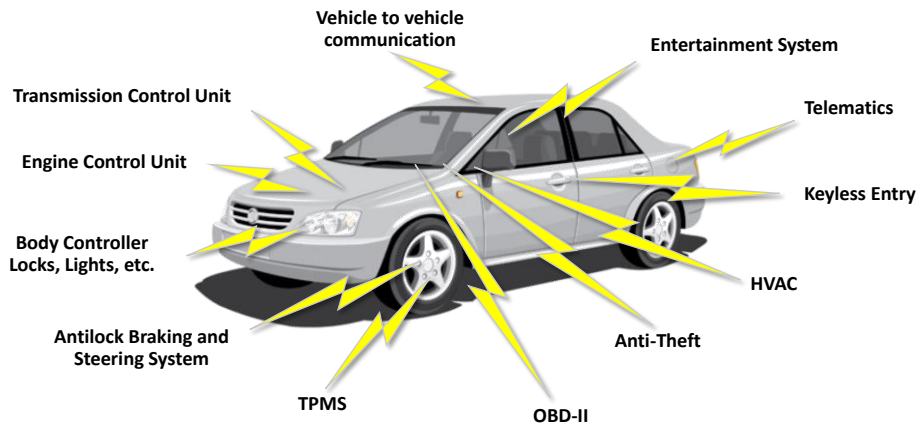 Vehicle to vehicle
communication
Entertainment System
Transmission Control Unit
Telematics
Engine Control Unit
Keyless Entry
Body Controller
Locks, Lights, etc.
HVAC
Antilock Braking and
Steering System
Anti-Theft
TPMS
OBD-II